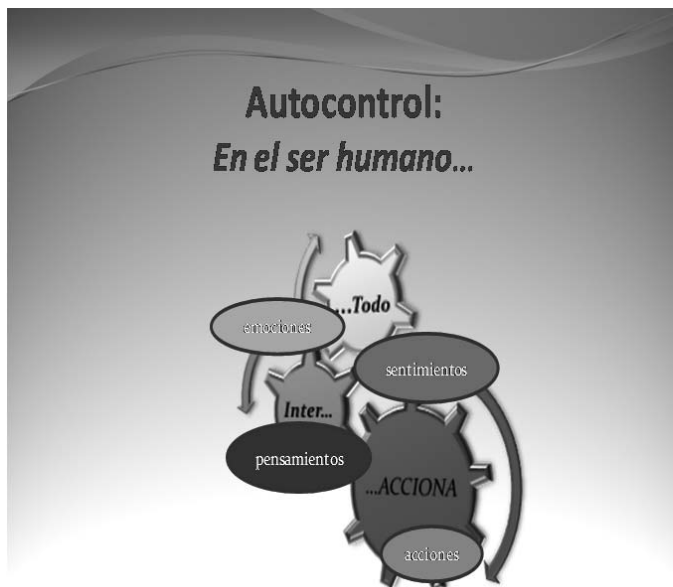 Autocontrol:
En el ser humano...
...Todo
emociones
sentimientos
Inter...
pensamientos
...ACCIONA
acciones